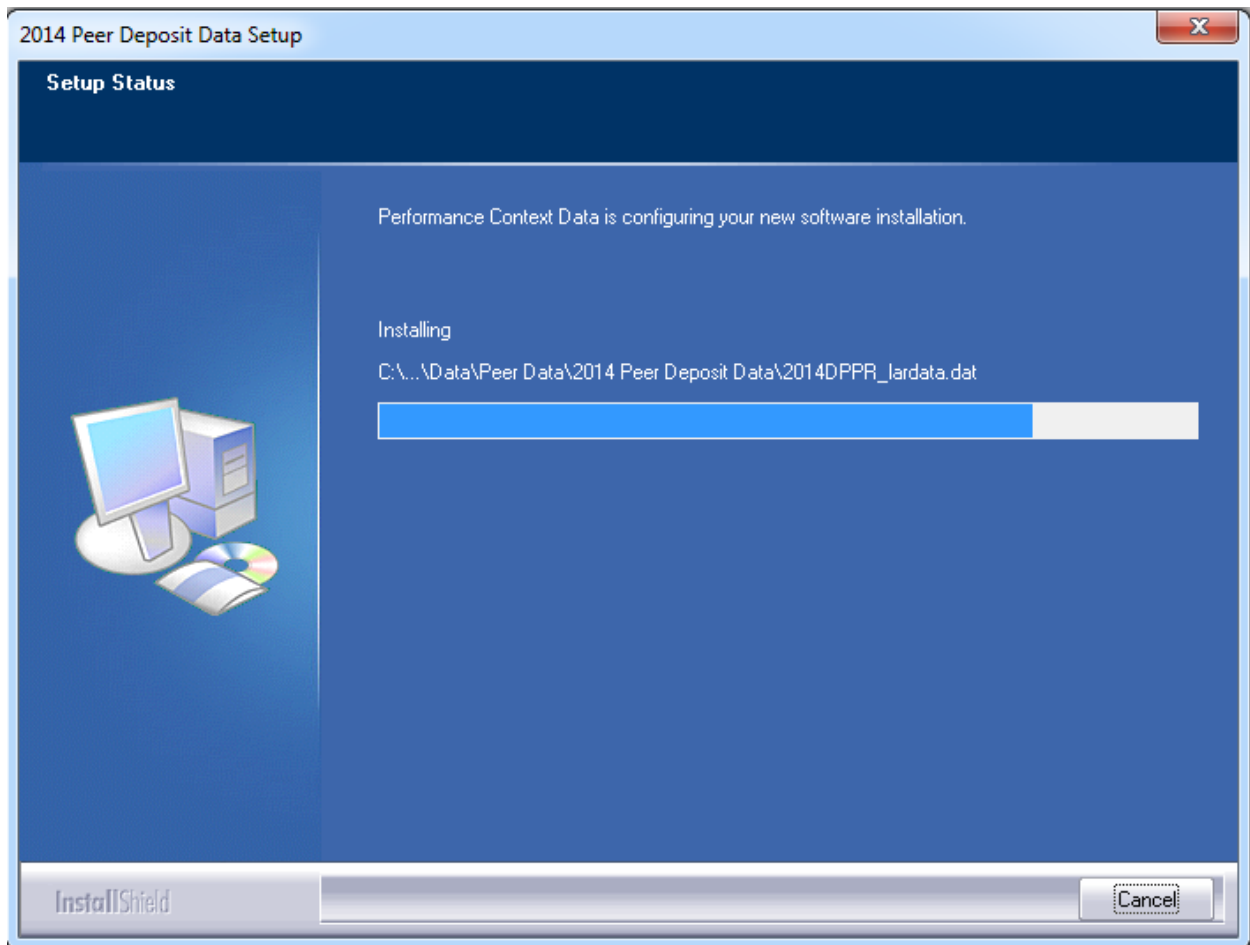 2014 Peer Deposit Data Setup
Setup Status
Performance Context Data is configuring your new software installation.
Installing
C:\...\Data\Peer Data\2014 Peer Deposit Data\2014DPPR_lardata.dat
InstallShield
Cancel